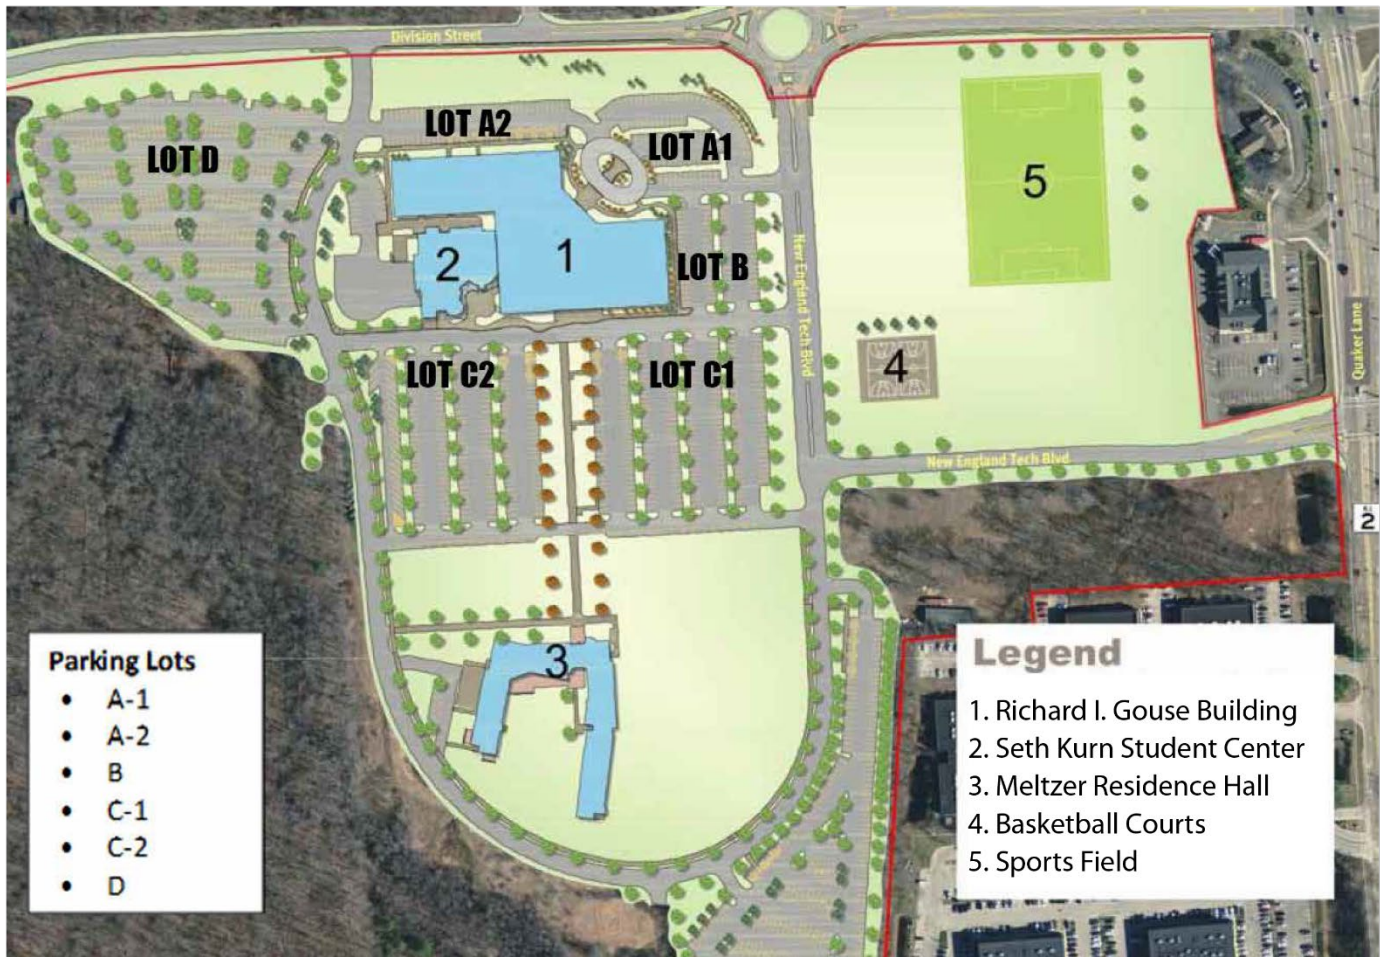 Division Street
LOT A2
LOT A1
LOT D
5
2
1
LOT B
New England Tech Blvd
Quaker Lane
LOT C2
LOT C1
4
New England Tech Blvd
2
3
Parking Lots
• A-1
• A-2
• B
• C-1
• C-2
• D
Legend
1. Richard I. Gouse Building
2. Seth Kurn Student Center
3. Meltzer Residence Hall
4. Basketball Courts
5. Sports Field